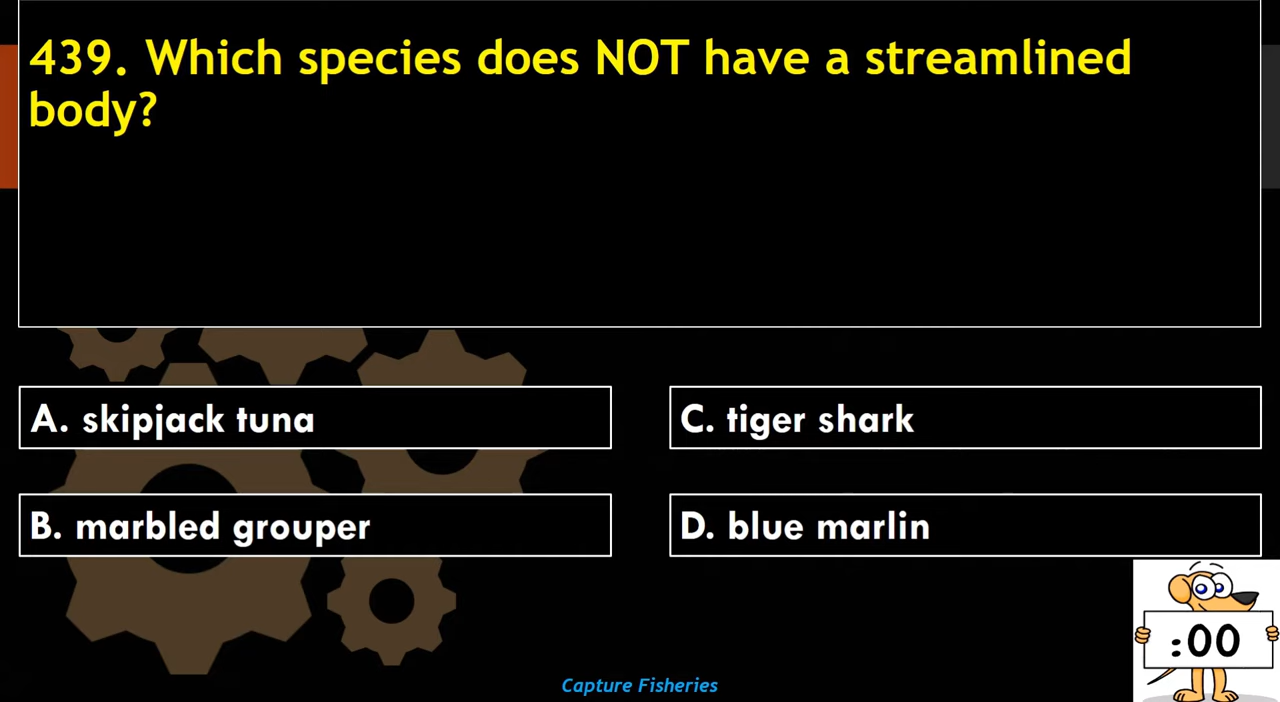 439. Which species does NOT have a streamlined
body?
A. skipjack tuna
C. tiger shark
B. marbled grouper
D. blue marlin
:00
Capture Fisheries